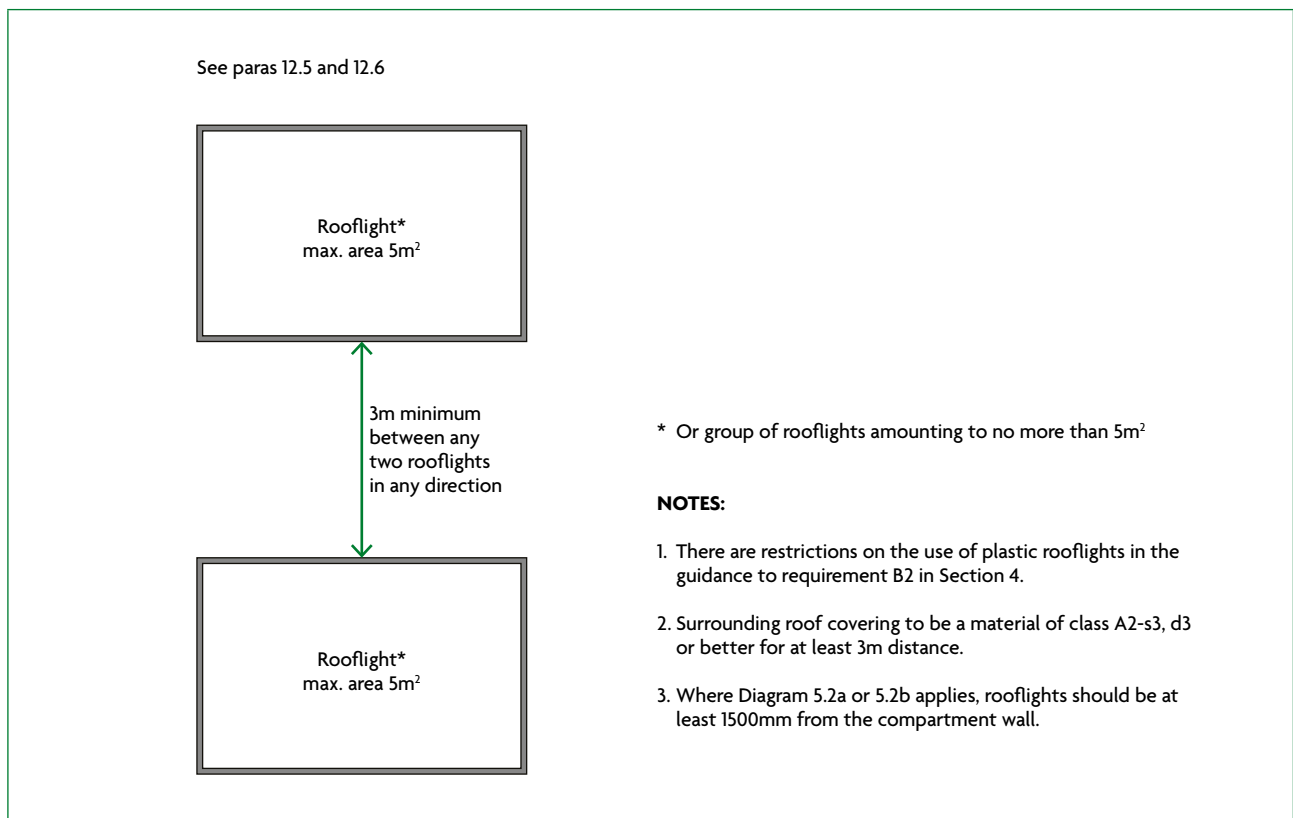 See paras 12.5 and 12.6
Rooflight*
max. area 5m²
3m minimum
between any
two rooflights
in any direction
Rooflight*
max. area 5m²
* Or group of rooflights amounting to no more than 5m²
NOTES:
1. There are restrictions on the use of plastic rooflights in the
guidance to requirement B2 in Section 4.
2. Surrounding roof covering to be a material of class A2-s3, d3
or better for at least 3m distance.
3. Where Diagram 5.2a or 5.2b applies, rooflights should be at
least 1500mm from the compartment wall.